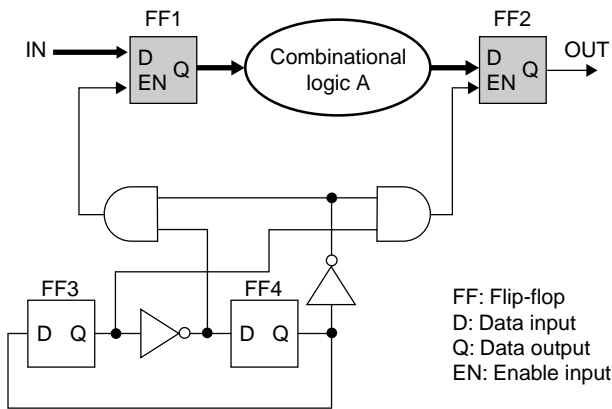 FF1
FF2
IN
OUT
D
EN
Q
Combinational
logic A
D
EN
Q
FF3
FF4
D Q
D Q
FF: Flip-flop
D: Data input
Q: Data output
EN: Enable input